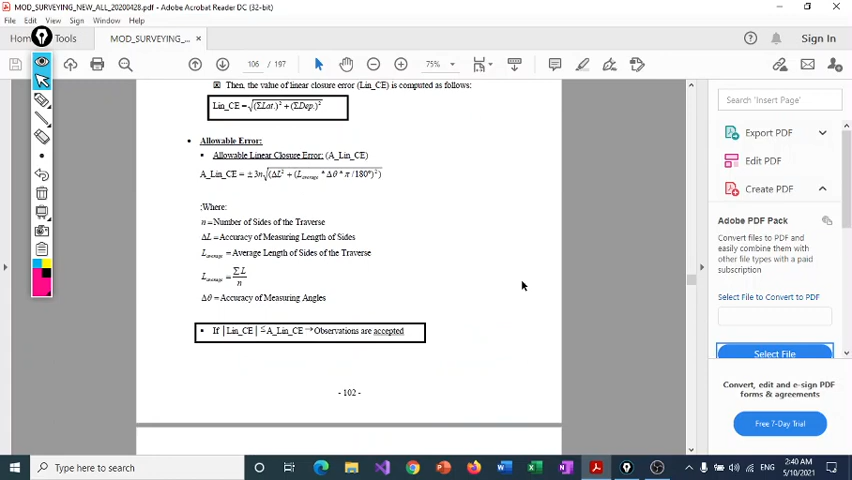 MOD_SURVEYING_NEW_ALL_20200428.pdf - Adobe Acrobat Reader DC (32-bit)
File Edit View Sign Window Help
Home Tools MOD_SURVEYING_... × Sign In
106 / 197 75%
Then, the value of linear closure error (Lin_CE) is computed as follows:
Lin_CE = √(ΣLat.)² + (ΣDep.)²
• Allowable Error:
▪ Allowable Linear Closure Error: (A_Lin_CE)
A_Lin_CE = ± 3n√(ΔL² + (L_average * Δθ * π /180°)²)
:Where:
n = Number of Sides of the Traverse
ΔL = Accuracy of Measuring Length of Sides
L_average = Average Length of Sides of the Traverse
L_average = ΣL / n
Δθ = Accuracy of Measuring Angles
▪ If |Lin_CE| ≤ A_Lin_CE → Observations are accepted
- 102 -
Search 'Insert Page'
Export PDF
Edit PDF
Create PDF
Adobe PDF Pack
Convert files to PDF and
easily combine them with
other file types with a paid
subscription
Select File to Convert to PDF
Select File
Convert, edit and e-sign PDF
forms & agreements
Free 7-Day Trial
Type here to search
ENG
2:40 AM
5/10/2021